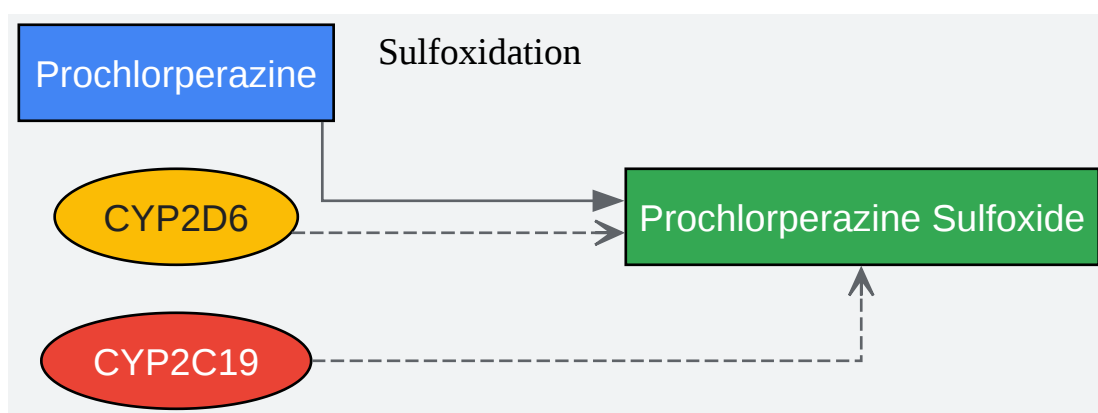 Sulfoxidation
Prochlorperazine
CYP2D6
Prochlorperazine Sulfoxide
CYP2C19